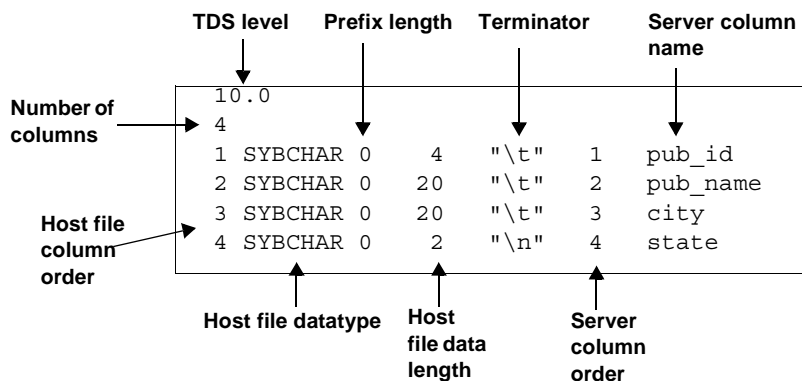 TDS level Prefix length Terminator Server column
name
Number of
columns
10.0
4
1 SYBCHAR 0 4 "\t" 1 pub_id
2 SYBCHAR 0 20 "\t" 2 pub_name
3 SYBCHAR 0 20 "\t" 3 city
4 SYBCHAR 0 2 "\n" 4 state
Host file
column
order
Host file datatype
Host
file data
length
Server
column
order